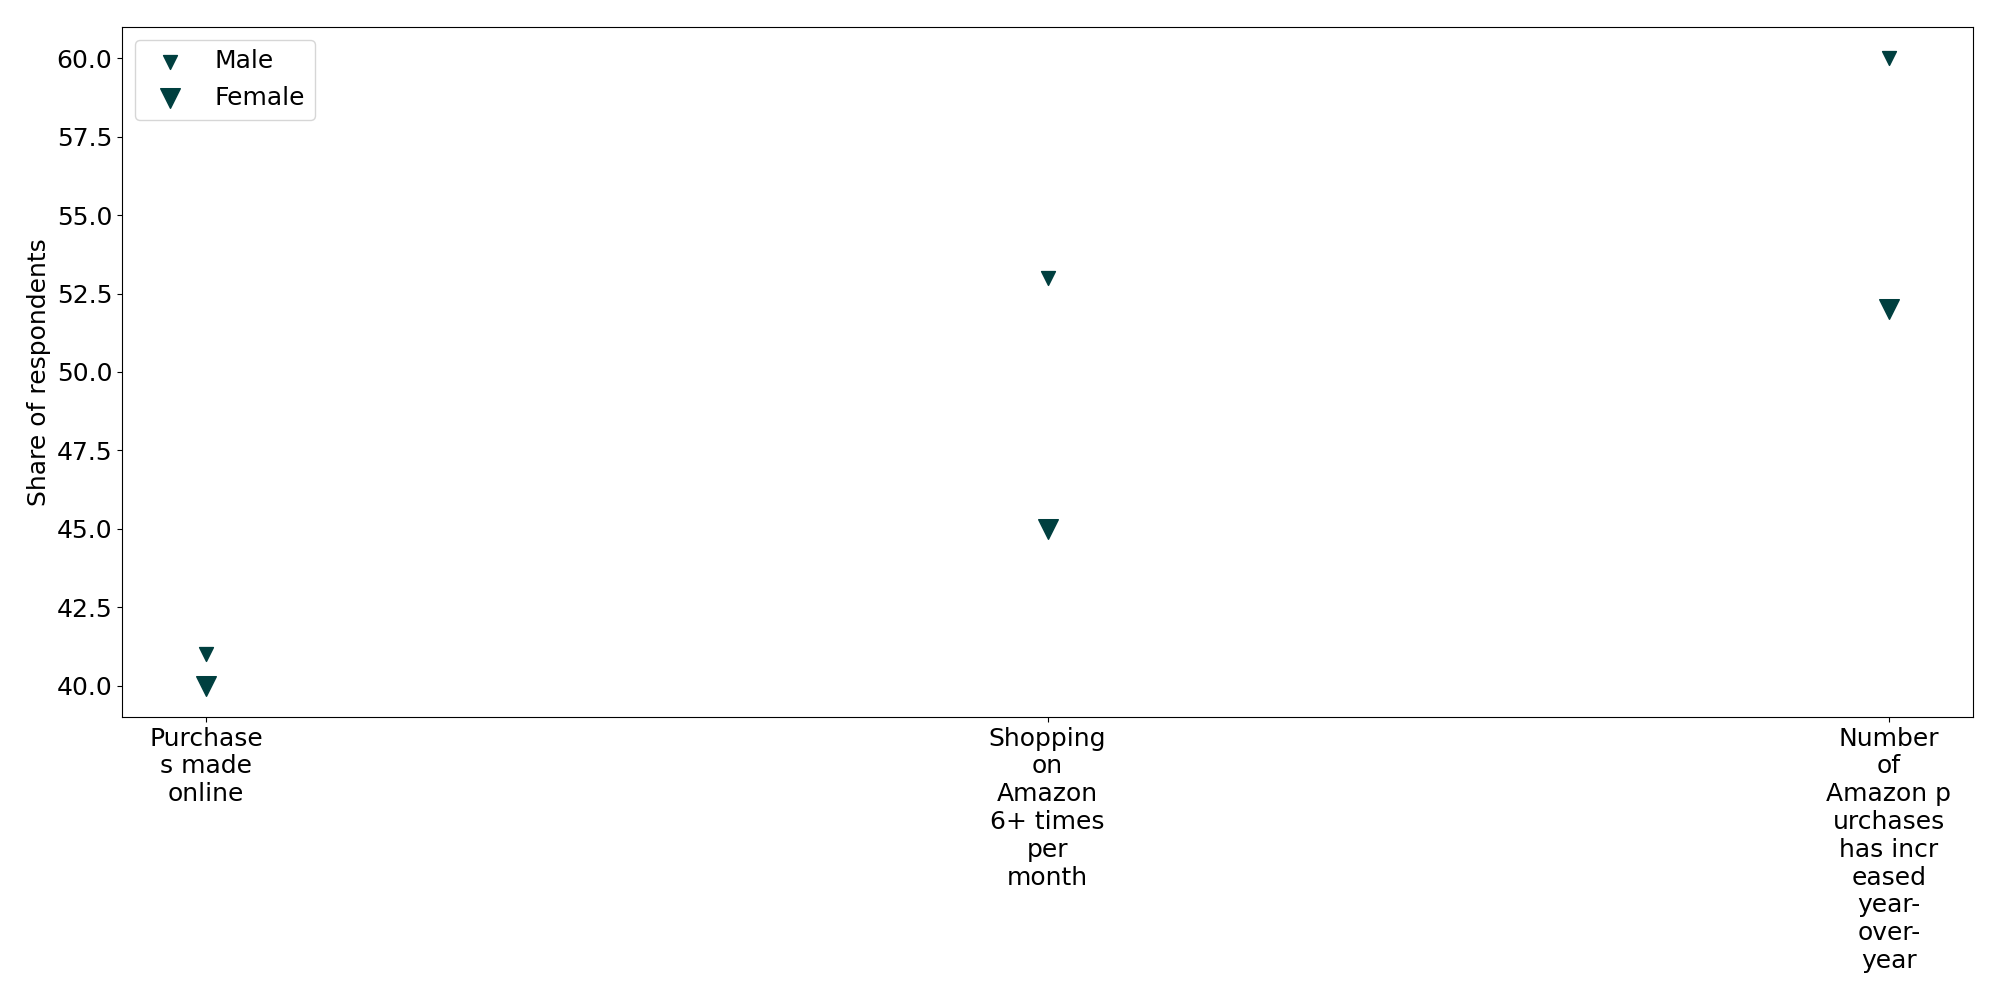 60.0
57.5
55.0
52.5
50.0
47.5
45.0
42.5
40.0
Share of respondents
Male
Female
Purchase
s made
online
Shopping
on
Amazon
6+ times
per
month
Number
of
Amazon p
urchases
has incr
eased
year-
over-
year